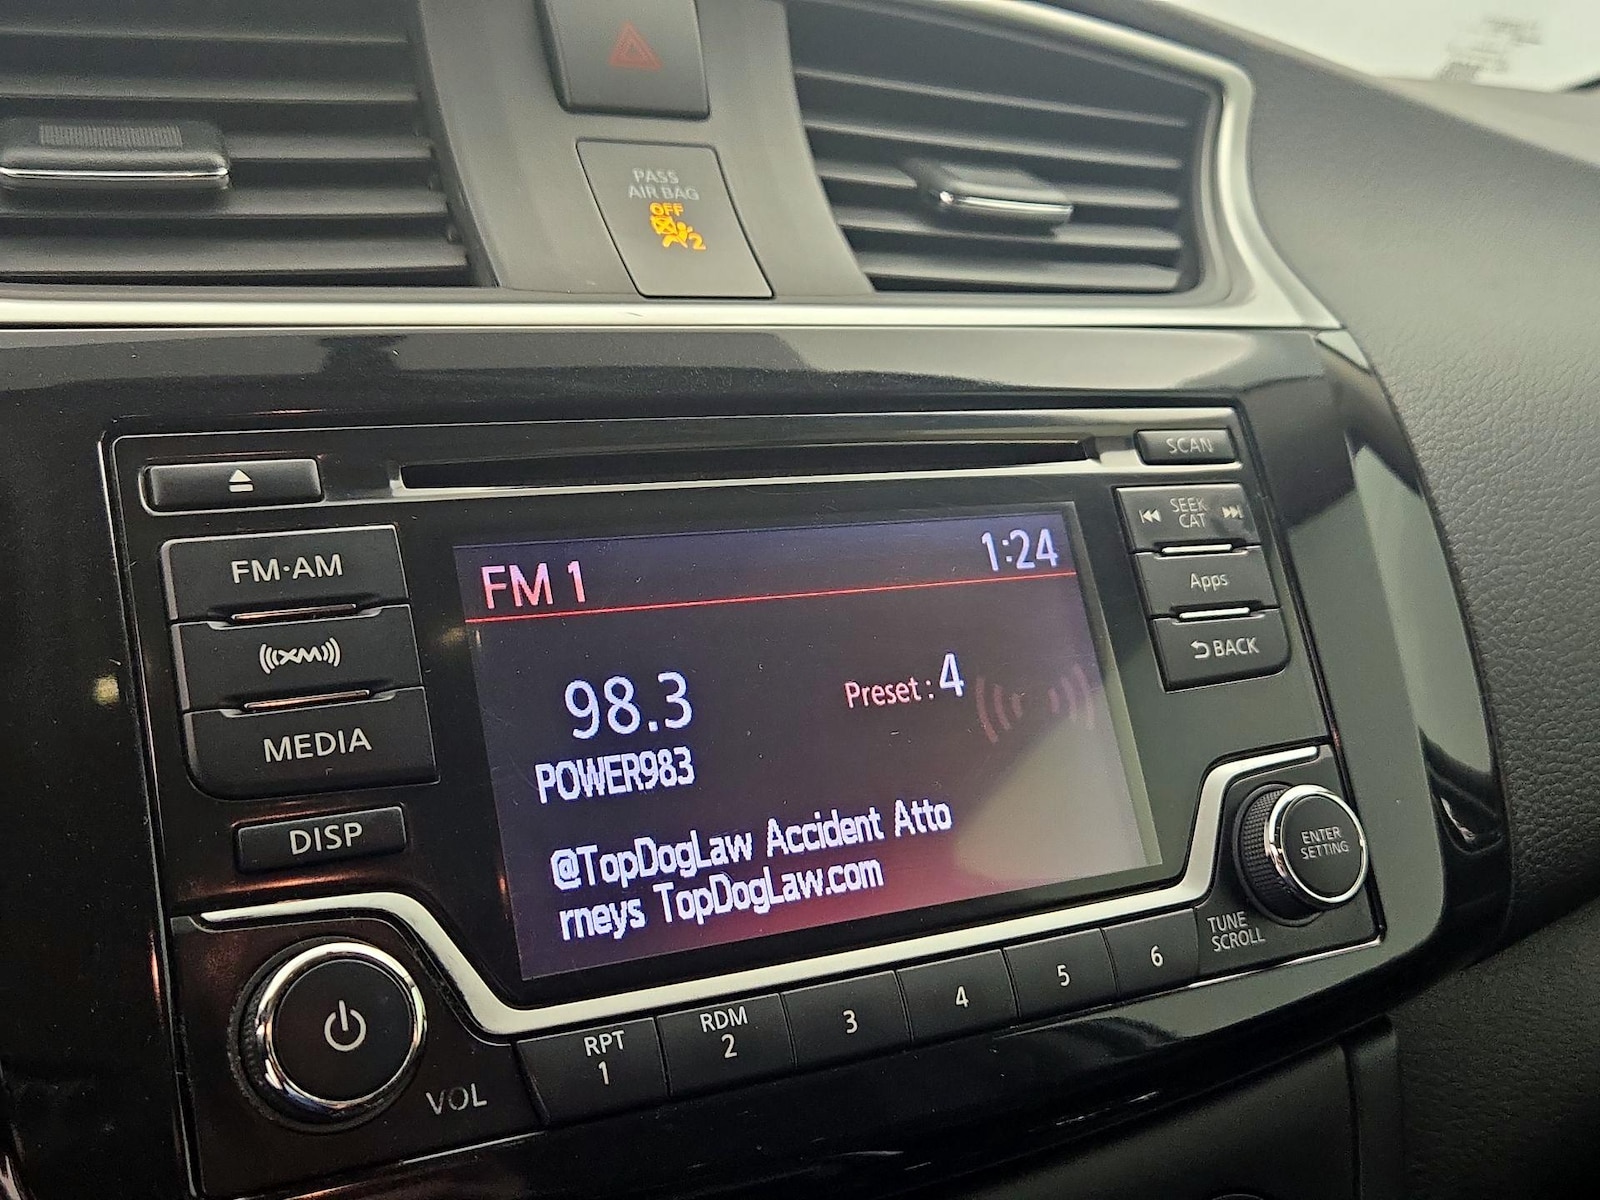 PASS
AIR BAG
OFF
2
SCAN
FM·AM
XM
MEDIA
DISP
FM 1
1:24
98.3
Preset : 4
POWER983
@TopDogLaw Accident Atto
rneys TopDogLaw.com
SEEK
CAT
Apps
BACK
ENTER
SETTING
TUNE
SCROLL
VOL
RPT
1
RDM
2
3
4
5
6